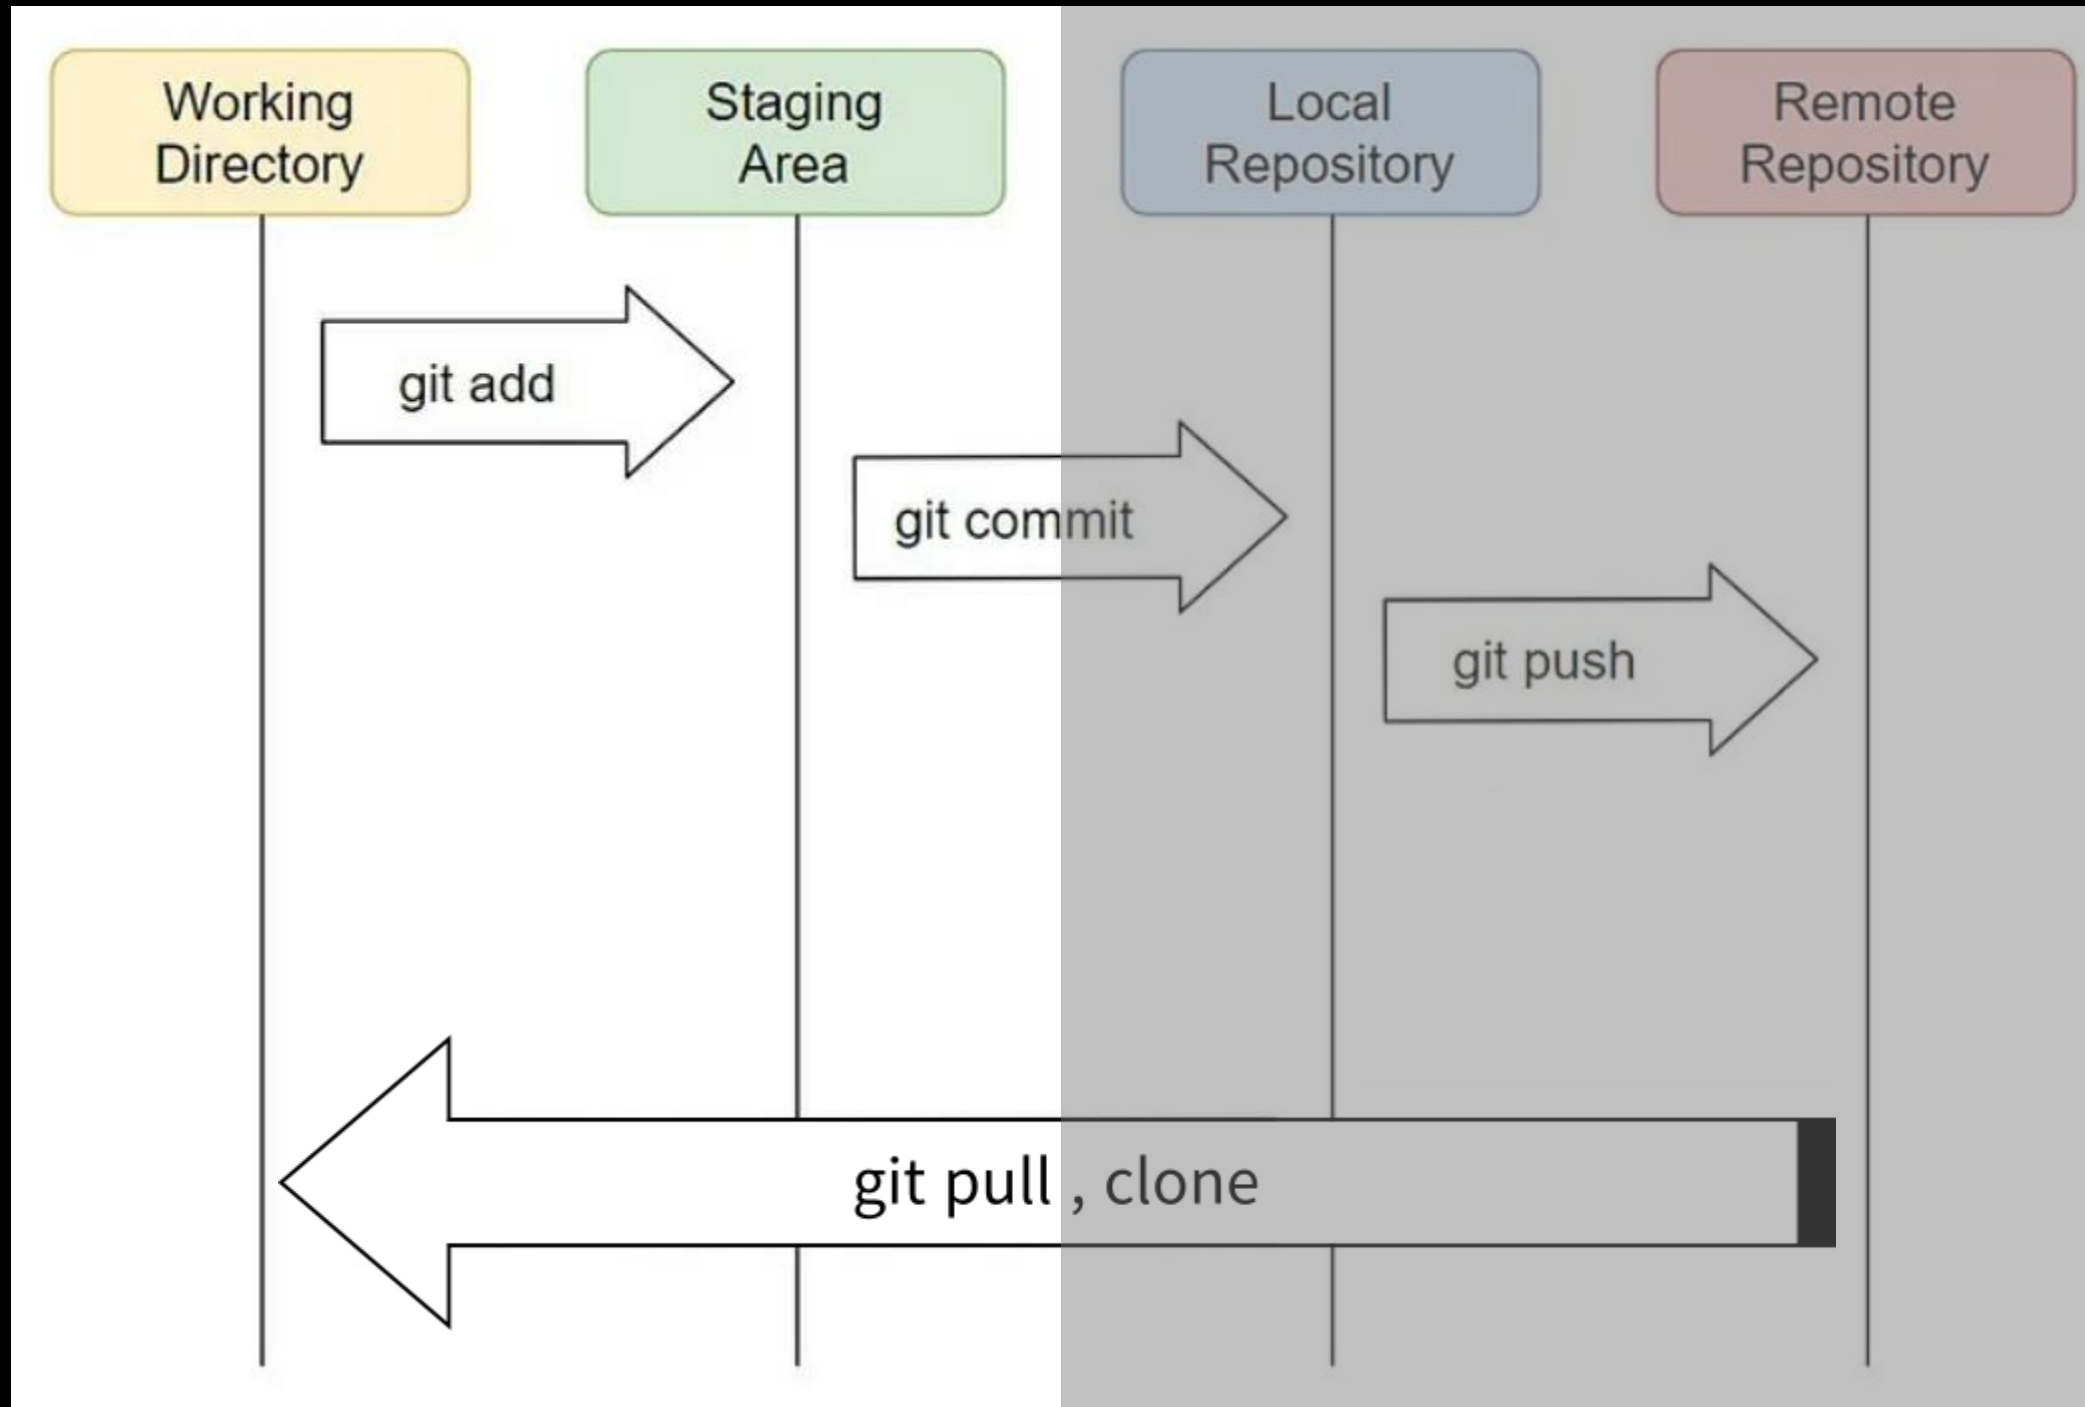 Working
Directory
Staging
Area
Local
Repository
Remote
Repository
git add
git commit
git push
git pull , clone